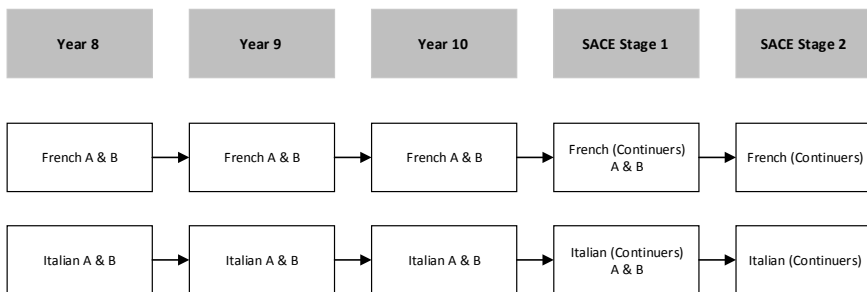 Year 8
Year 9
Year 10
SACE Stage 1
SACE Stage 2
French A & B
French A & B
French A & B
French (Continuers)
A & B
French (Continuers)
Italian A & B
Italian A & B
Italian A & B
Italian (Continuers)
A & B
Italian (Continuers)